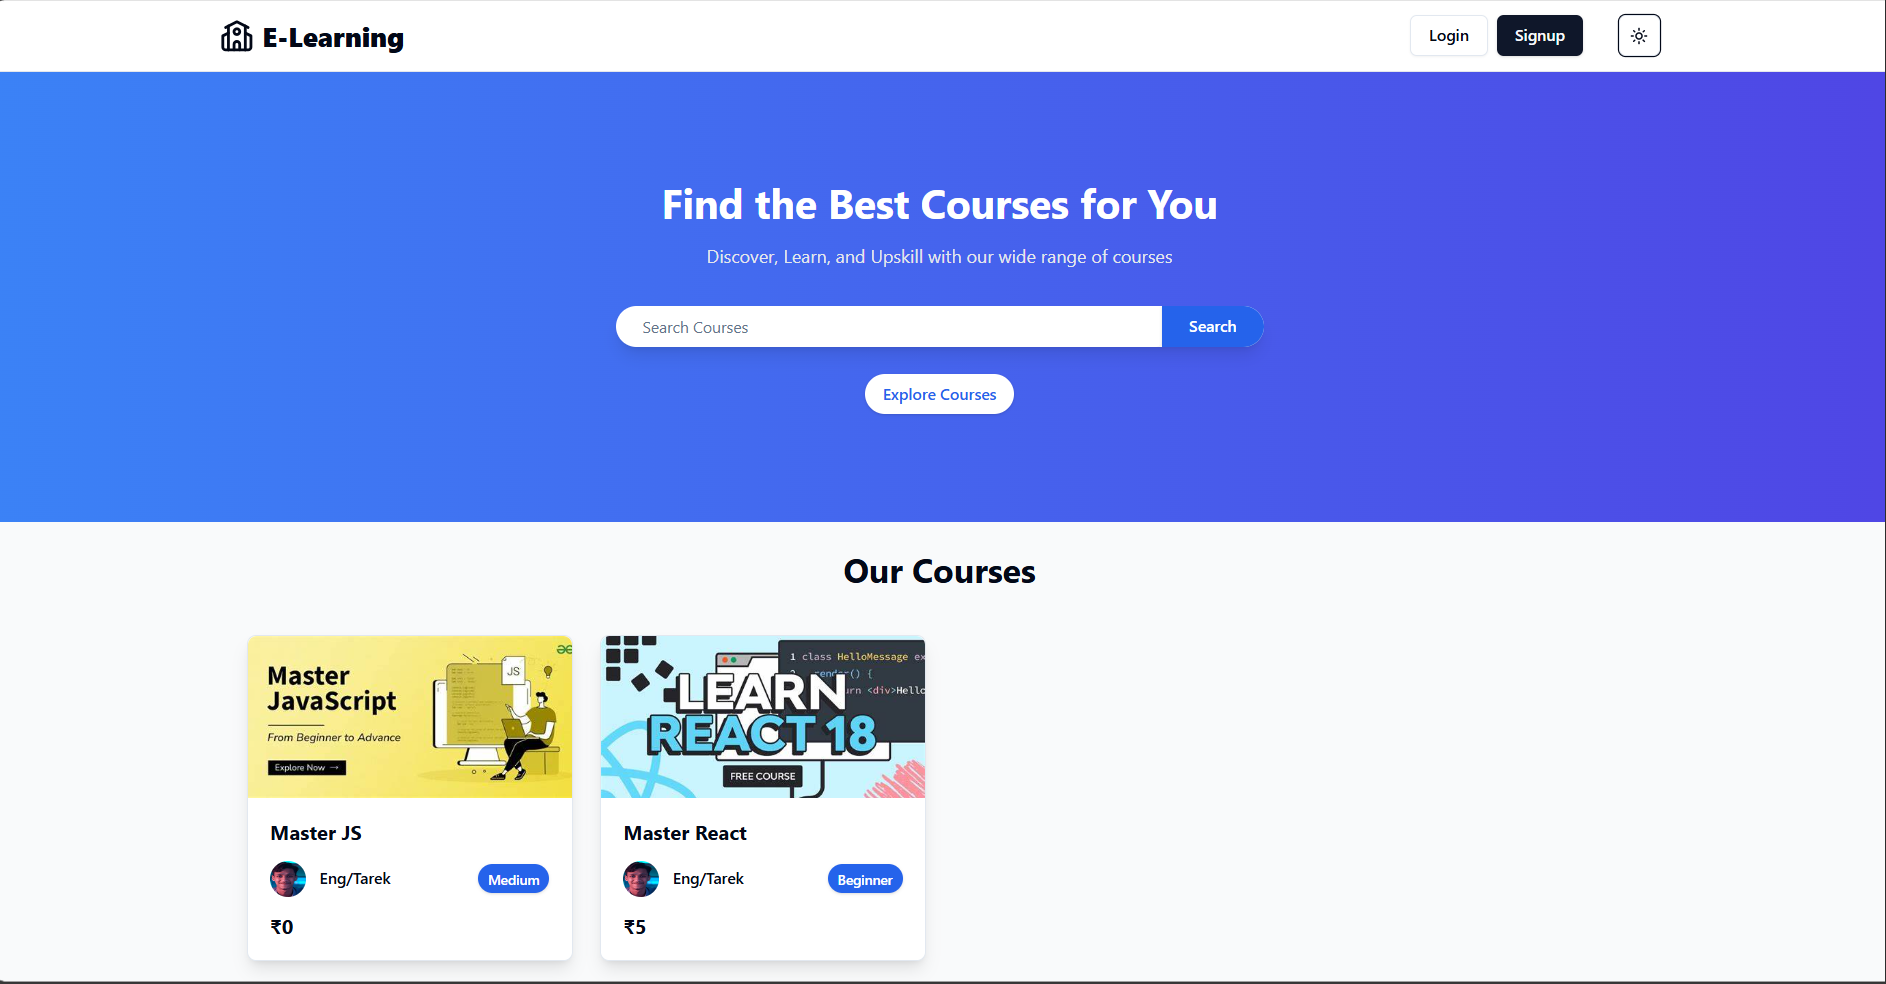 E-Learning
Login
Signup
Find the Best Courses for You
Discover, Learn, and Upskill with our wide range of courses
Search Courses
Search
Explore Courses
Our Courses
Master
JavaScript
From Beginner to Advance
Explore Now →
JS
1 class HelloMessage ex
render() {
urn <div>Hello
LEARN
REACT 18
FREE COURSE
Master JS
Eng/Tarek
Medium
₹0
Master React
Eng/Tarek
Beginner
₹5